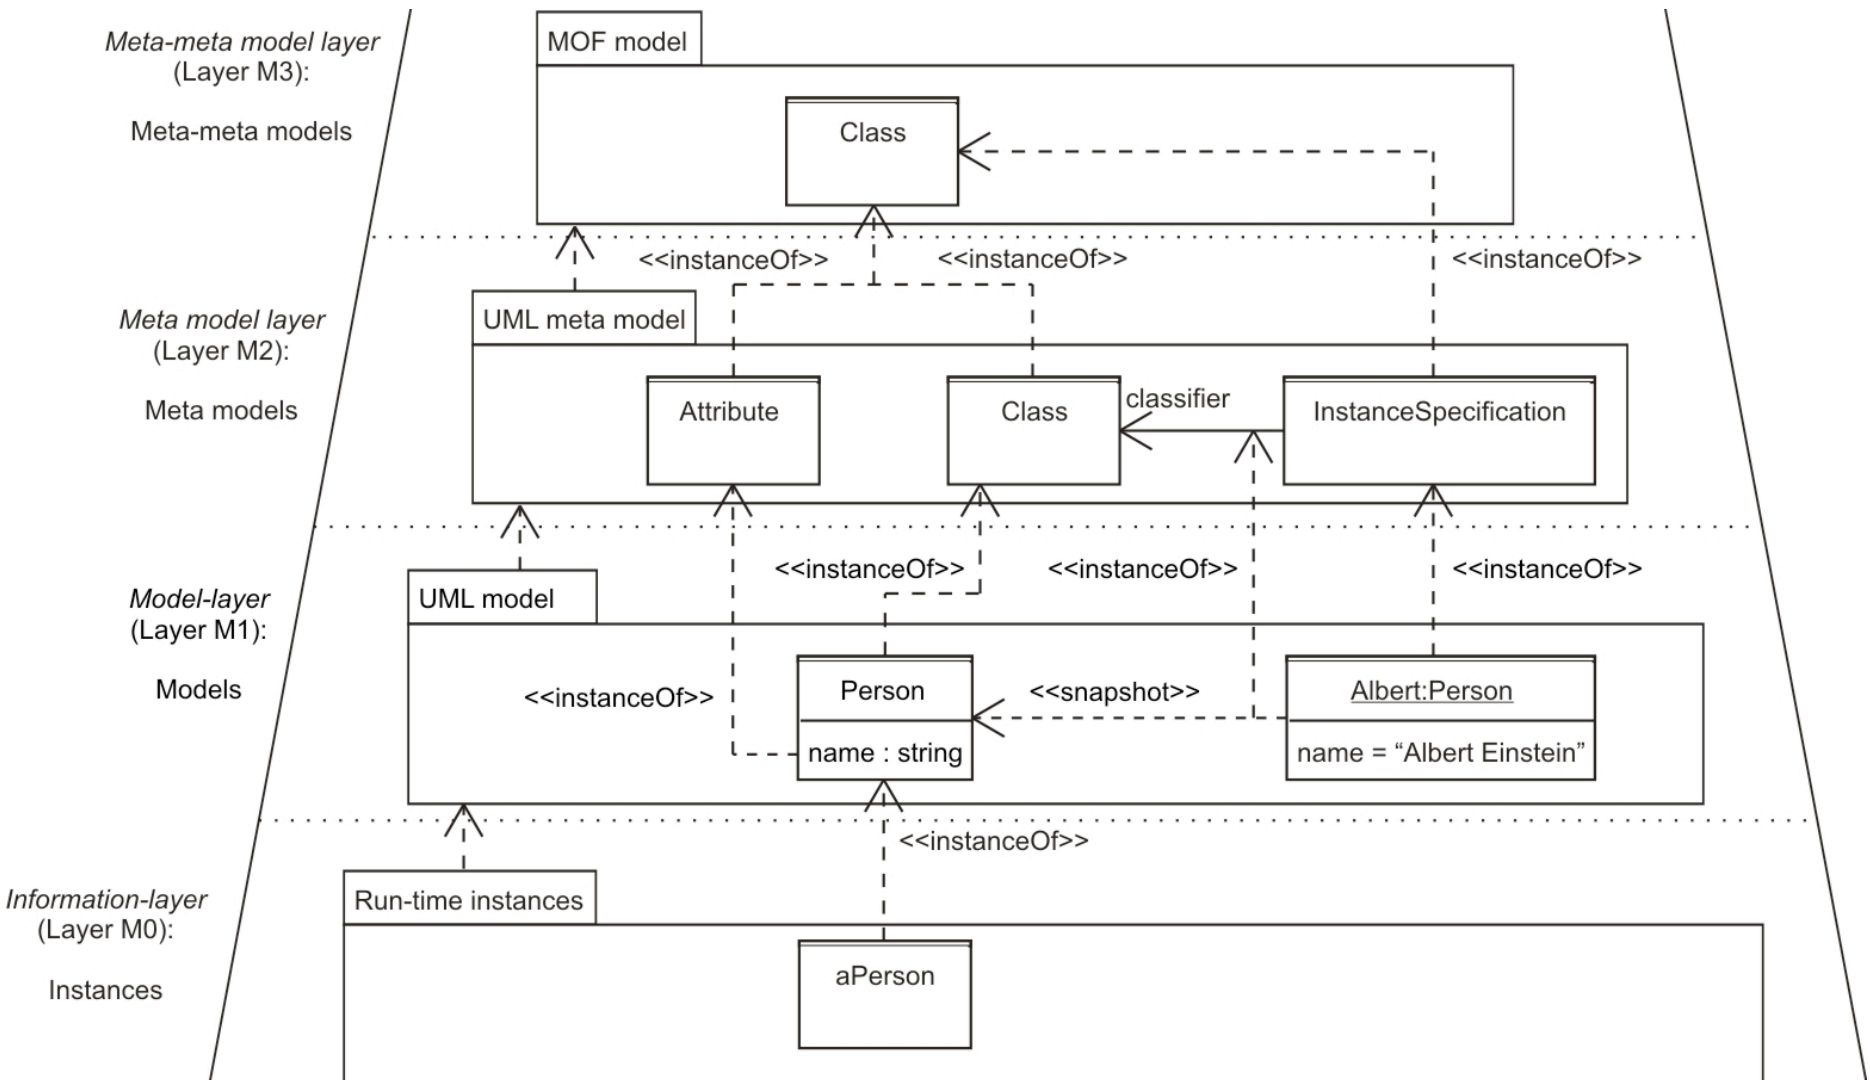 Meta-meta model layer
(Layer M3):
Meta-meta models
MOF model
Class
<<instanceOf>>
<<instanceOf>>
<<instanceOf>>
Meta model layer
(Layer M2):
Meta models
UML meta model
Attribute
Class
classifier
InstanceSpecification
<<instanceOf>>
<<instanceOf>>
<<instanceOf>>
Model-layer
(Layer M1):
Models
UML model
<<instanceOf>>
Person
name : string
<<snapshot>>
Albert:Person
name = “Albert Einstein”
<<instanceOf>>
Information-layer
(Layer M0):
Instances
Run-time instances
aPerson